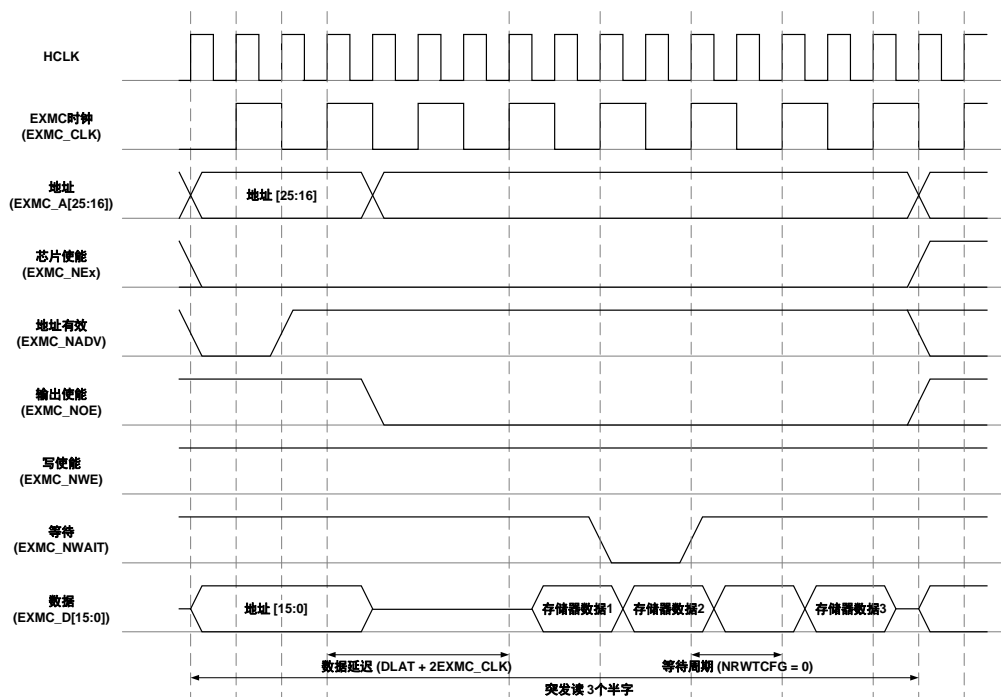 HCLK
EXMC时钟
(EXMC_CLK)
地址
(EXMC_A[25:16])
地址 [25:16]
芯片使能
(EXMC_NEx)
地址有效
(EXMC_NADV)
输出使能
(EXMC_NOE)
写使能
(EXMC_NWE)
等待
(EXMC_NWAIT)
数据
(EXMC_D[15:0])
地址 [15:0]
存储器数据1
存储器数据2
存储器数据3
数据延迟 (DLAT + 2EXMC_CLK)
等待周期 (NRWTCFG = 0)
突发读 3个半字